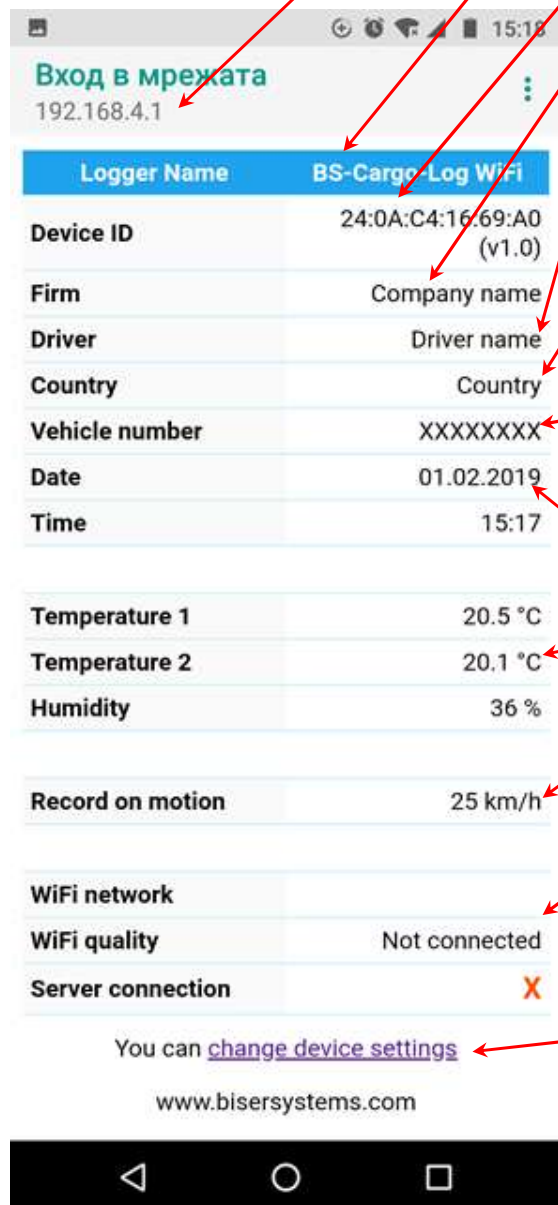 15:18
Вход в мрежата
192.168.4.1
Logger Name BS-Cargo-Log WiFi
Device ID 24:0A:C4:16:69:A0
(v1.0)
Firm Company name
Driver Driver name
Country Country
Vehicle number XXXXXXXX
Date 01.02.2019
Time 15:17
Temperature 1 20.5 °C
Temperature 2 20.1 °C
Humidity 36 %
Record on motion 25 km/h
WiFi network
WiFi quality Not connected
Server connection X
You can change device settings
www.bisersystems.com